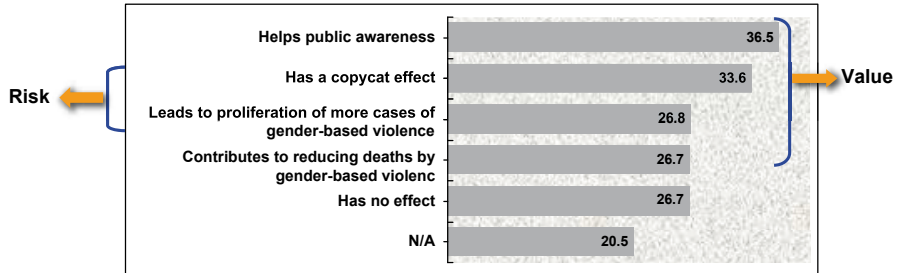 Helps public awareness
36.5
Has a copycat effect
33.6
Value
Risk
Leads to proliferation of more cases of
gender-based violence
26.8
Contributes to reducing deaths by
gender-based violenc
26.7
Has no effect
26.7
N/A
20.5